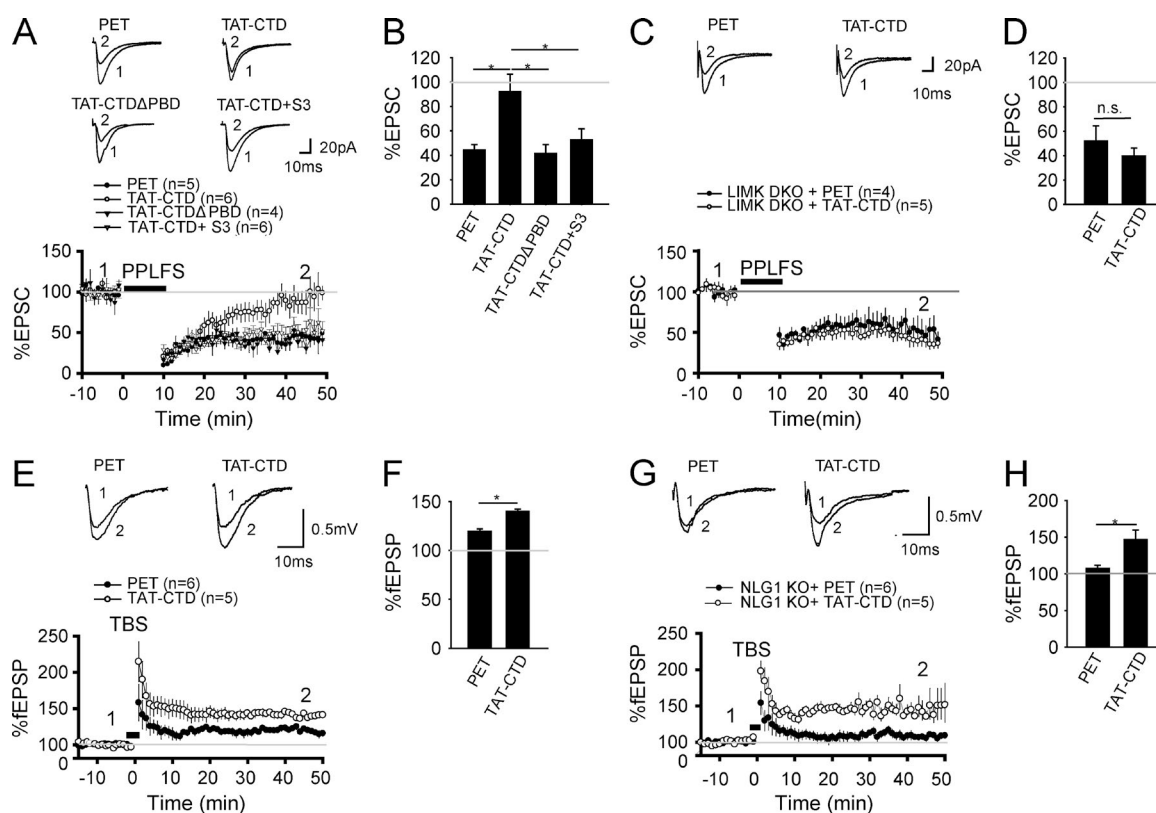 A
PET
TAT-CTD
2
1
2
1
TAT-CTDΔPBD
TAT-CTD+S3
2
1
2
1
20pA
10ms
PET (n=5)
TAT-CTD (n=6)
TAT-CTDΔPBD (n=4)
TAT-CTD+ S3 (n=6)
%EPSC
150
100
50
0
1
PPLFS
2
-10 0 10 20 30 40 50
Time (min)
B
%EPSC
120
100
80
60
40
20
0
* *
*
PET
TAT-CTD
TAT-CTDΔPBD
TAT-CTD+S3
C
PET
TAT-CTD
2
1
2
1
20pA
10ms
LIMK DKO + PET (n=4)
LIMK DKO + TAT-CTD (n=5)
%EPSC
150
100
50
0
1
PPLFS
2
-10 0 10 20 30 40 50
Time(min)
D
%EPSC
120
100
80
60
40
20
0
n.s.
PET
TAT-CTD
E
PET
TAT-CTD
1
2
1
2
0.5mV
10ms
PET (n=6)
TAT-CTD (n=5)
%fEPSP
250
200
150
100
0
TBS
1
2
-10 0 10 20 30 40 50
Time (min)
F
%fEPSP
150
100
50
0
*
PET
TAT-CTD
G
PET
TAT-CTD
1
2
1
2
0.5mV
10ms
NLG1 KO+ PET (n=6)
NLG1 KO+ TAT-CTD (n=5)
%fEPSP
250
200
150
100
0
TBS
1
2
-10 0 10 20 30 40 50
Time (min)
H
%fEPSP
200
150
100
50
0
*
PET
TAT-CTD